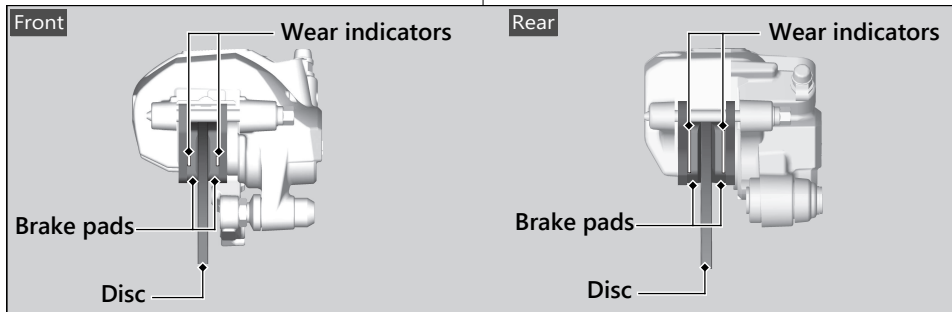 Front
Wear indicators
Brake pads
Disc
Rear
Wear indicators
Brake pads
Disc